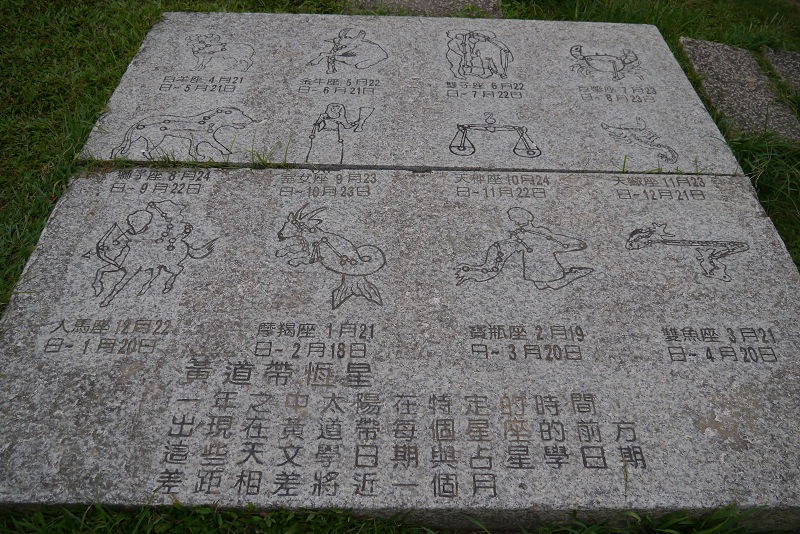 白羊座 4月21
日~5月21日
金牛座 5月22
日~6月21日
雙子座 6月22
日~7月22日
巨蟹座 7月23
日~8月23日
獅子座 8月24
日~9月22日
女座 9月23
日~10月23日
天秤座 10月24
日~11月22日
天蠍座 11月23
日~12月21日
人馬座 12月22
日~1月20日
摩羯座 1月21
日~2月18日
寶瓶座 2月19
日~3月20日
雙魚座 3月21
日~4月20日
黃道帶恆星
一年之中太陽在特定的時間
出現在黃道帶每個星座的前方
這些天文學日期與占星學日期
差距相差將近一個月.